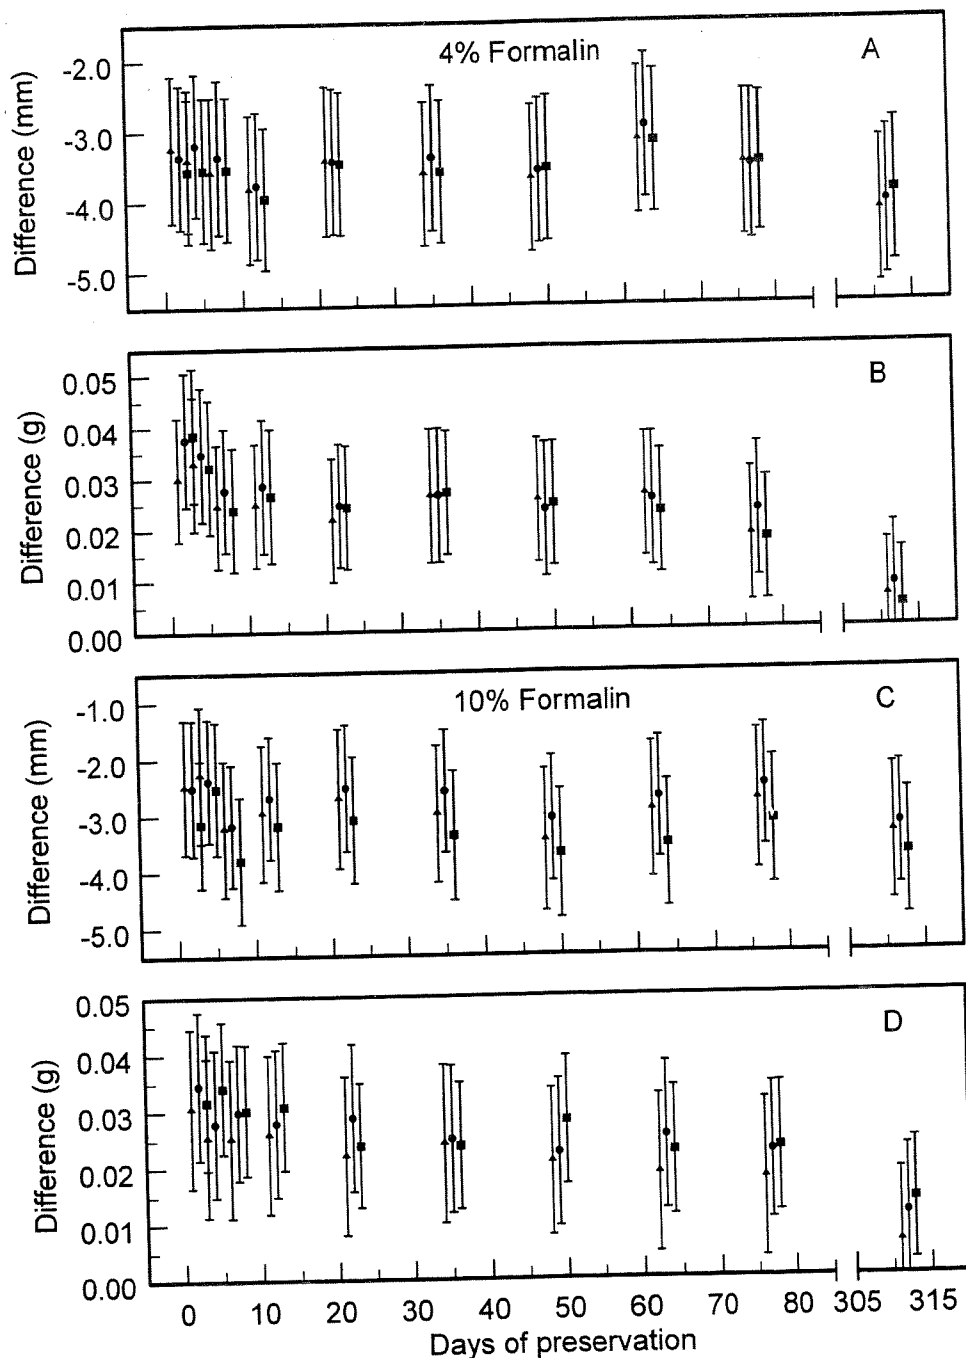 4% Formalin
A
Difference (mm)
-2.0
-3.0
-4.0
-5.0
B
Difference (g)
0.05
0.04
0.03
0.02
0.01
0.00
10% Formalin
C
Difference (mm)
-1.0
-2.0
-3.0
-4.0
-5.0
D
Difference (g)
0.05
0.04
0.03
0.02
0.01
0.00
0 10 20 30 40 50 60 70 80 305 315
Days of preservation